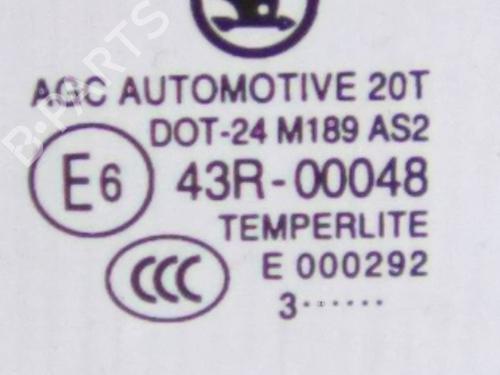 AGC AUTOMOTIVE 20T
DOT-24 M189 AS2
E6 43R-00048
TEMPERLITE
CCC E 000292
3······
B-PARTS